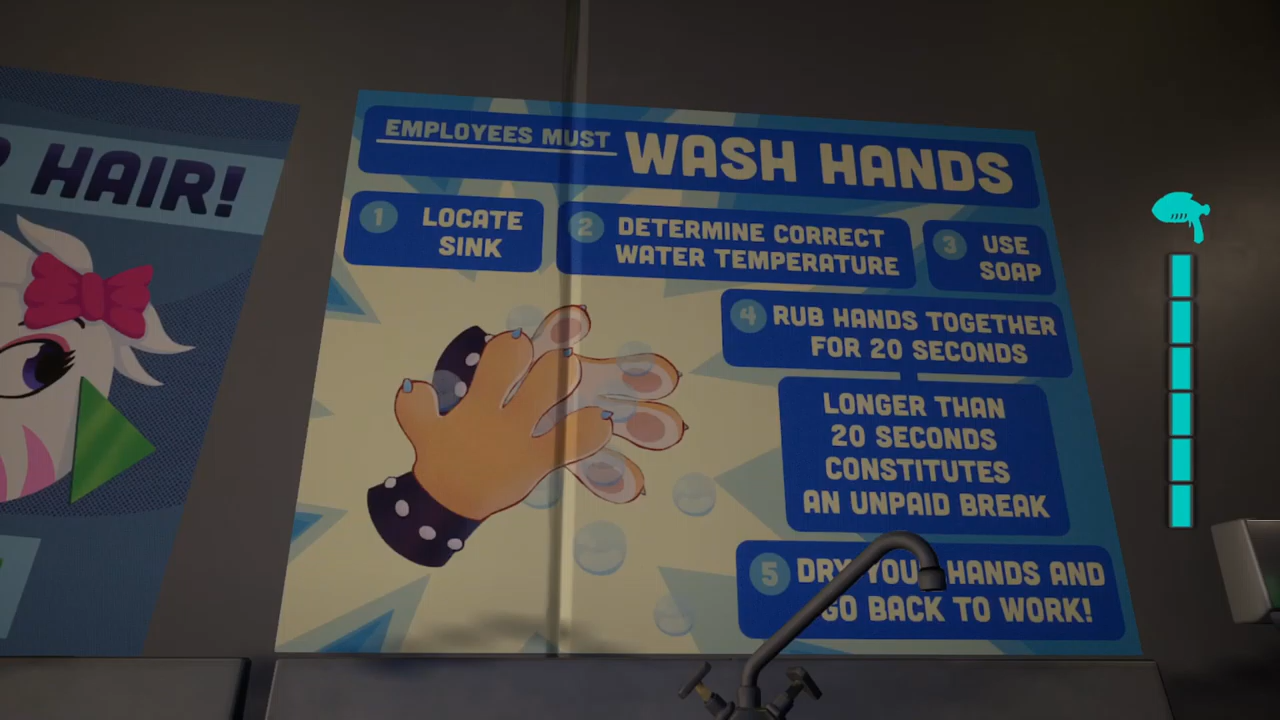 HAIR!
EMPLOYEES MUST WASH HANDS
1 LOCATE
SINK
2 DETERMINE CORRECT
WATER TEMPERATURE
3 USE
SOAP
4 RUB HANDS TOGETHER
FOR 20 SECONDS
LONGER THAN
20 SECONDS
CONSTITUTES
AN UNPAID BREAK
5 DRY YOUR HANDS AND
GO BACK TO WORK!